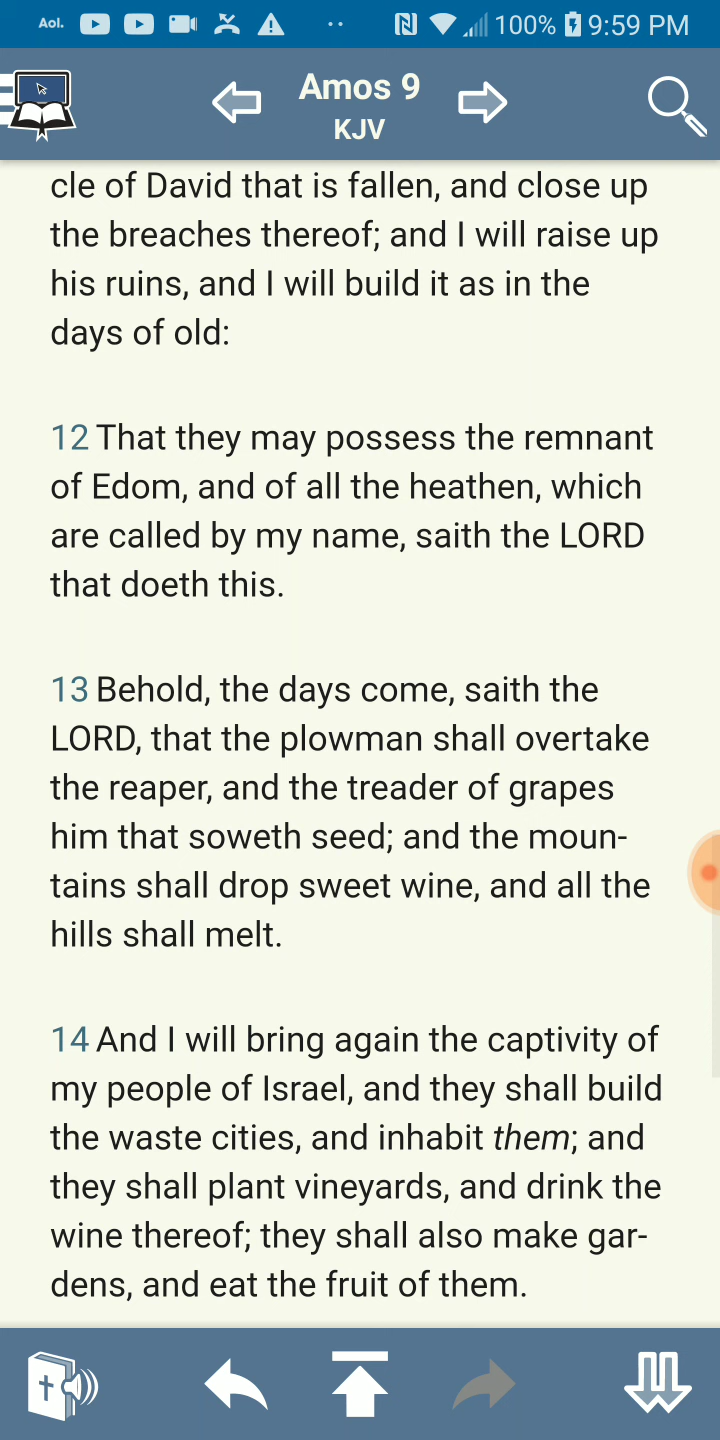 Aol.
100% 9:59 PM
Amos 9
KJV
cle of David that is fallen, and close up
the breaches thereof; and I will raise up
his ruins, and I will build it as in the
days of old:
12 That they may possess the remnant
of Edom, and of all the heathen, which
are called by my name, saith the LORD
that doeth this.
13 Behold, the days come, saith the
LORD, that the plowman shall overtake
the reaper, and the treader of grapes
him that soweth seed; and the moun-
tains shall drop sweet wine, and all the
hills shall melt.
14 And I will bring again the captivity of
my people of Israel, and they shall build
the waste cities, and inhabit them; and
they shall plant vineyards, and drink the
wine thereof; they shall also make gar-
dens, and eat the fruit of them.